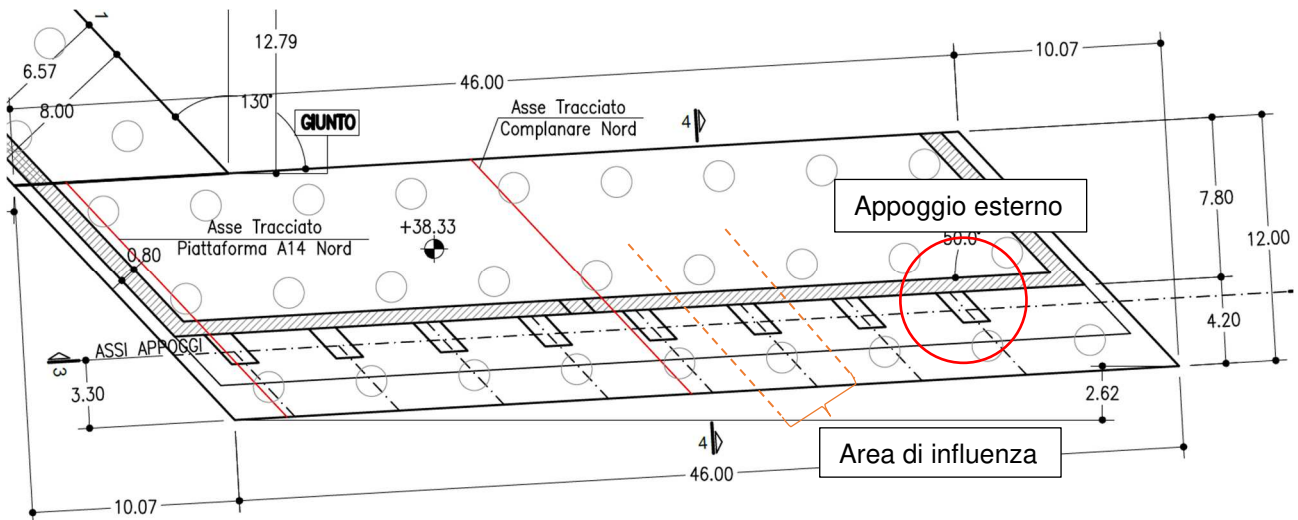 1
12.79
6.57
8.00
130°
GIUNTO
46.00
10.07
Asse Tracciato
Complanare Nord
4
Appoggio esterno
7.80
12.00
Asse Tracciato
Piattaforma A14 Nord
+38.33
50.0°
0.80
4.20
ASSI APPOGGI
3
3.30
2.62
4
Area di influenza
46.00
10.07